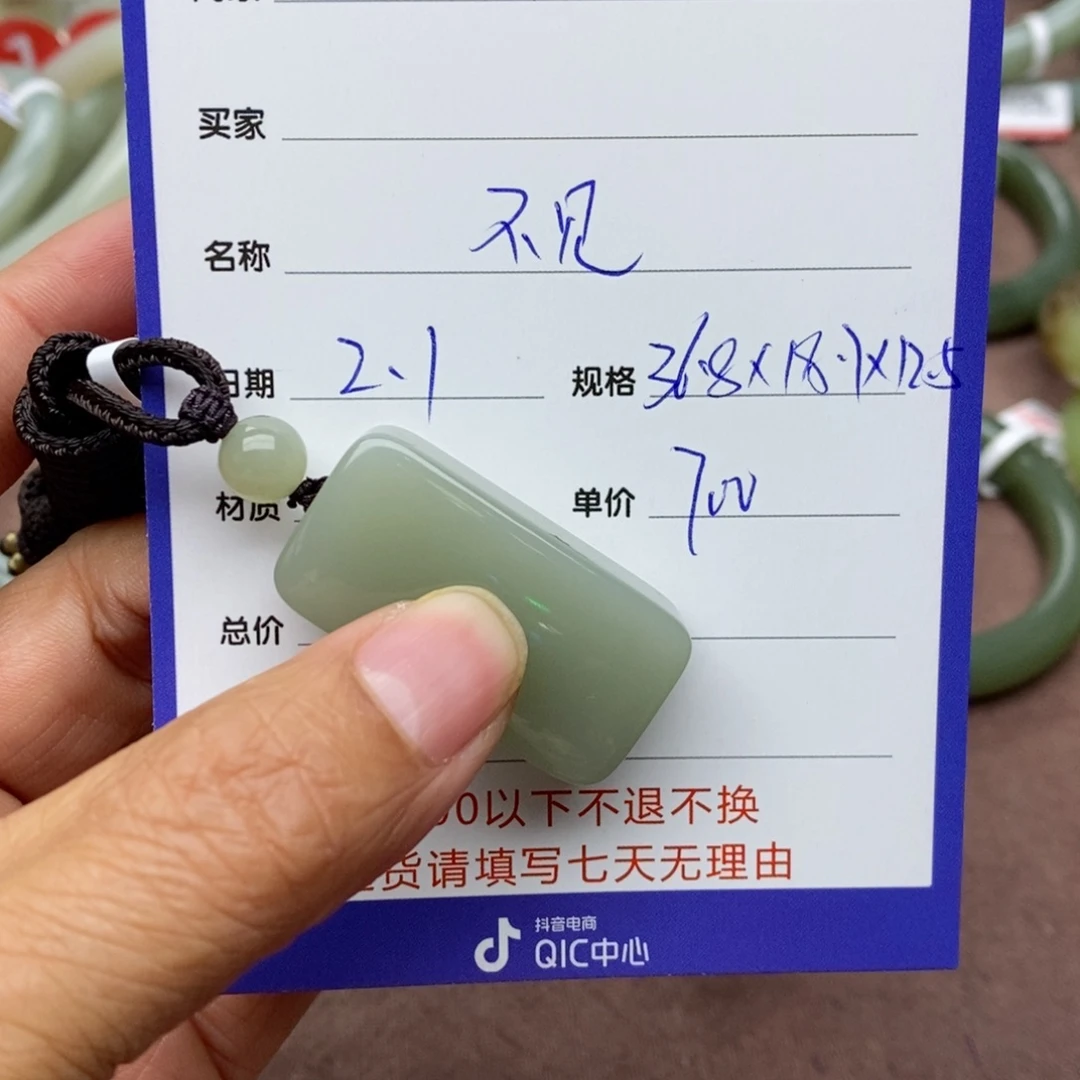 买家
名称 不见
日期 2.1 规格 36.8×18.1×12.5
材质 单价 700
总价
00以下不退不换
货请填写七天无理由
抖音电商
QIC中心